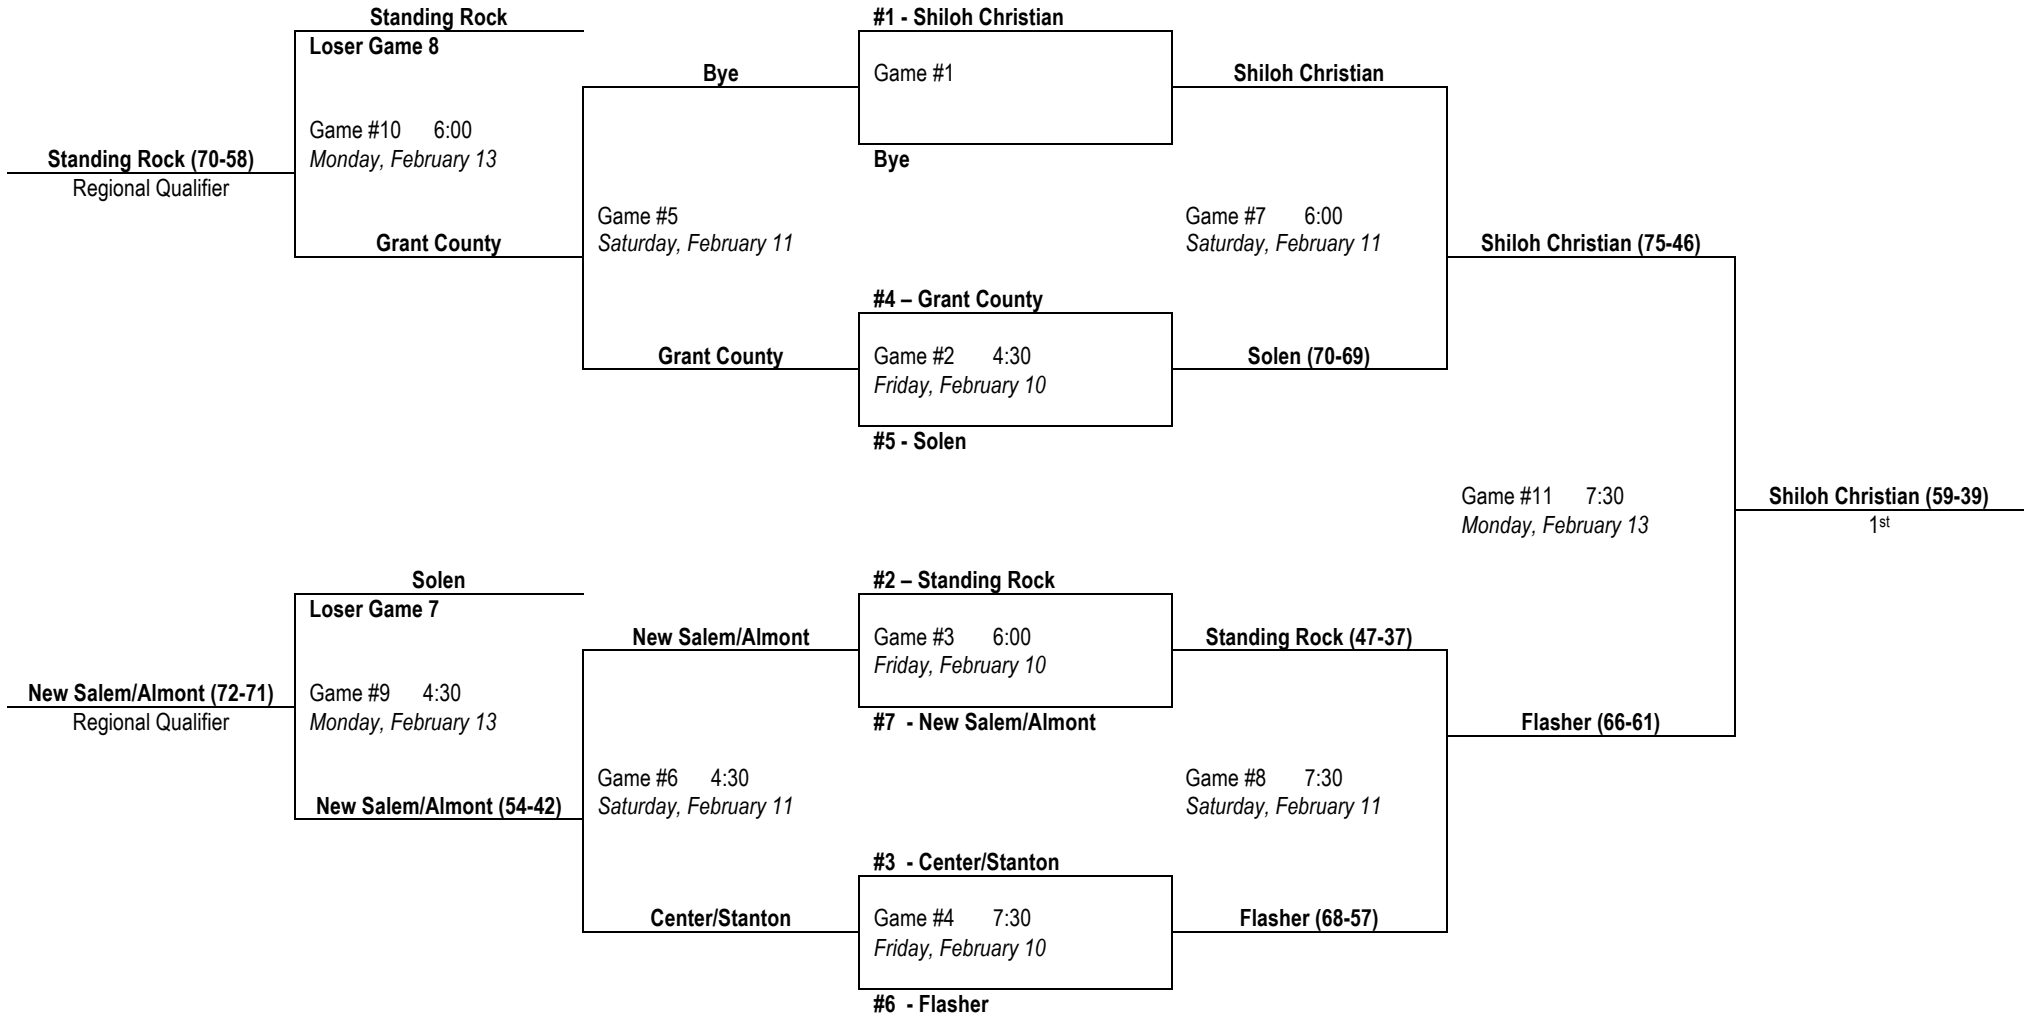 Standing Rock
#1 - Shiloh Christian
Loser Game 8
Bye
Game #1
Shiloh Christian
Game #10 6:00
Standing Rock (70-58)
Monday, February 13
Bye
Regional Qualifier
Game #5
Game #7 6:00
Grant County
Saturday, February 11
Saturday, February 11
Shiloh Christian (75-46)
#4 – Grant County
Grant County
Game #2 4:30
Solen (70-69)
Friday, February 10
#5 - Solen
Game #11 7:30
Shiloh Christian (59-39)
Monday, February 13
1st
Solen
#2 – Standing Rock
Loser Game 7
New Salem/Almont
Game #3 6:00
Standing Rock (47-37)
Friday, February 10
New Salem/Almont (72-71)
Game #9 4:30
Regional Qualifier
Monday, February 13
#7 - New Salem/Almont
Flasher (66-61)
Game #6 4:30
Game #8 7:30
New Salem/Almont (54-42)
Saturday, February 11
Saturday, February 11
#3 - Center/Stanton
Center/Stanton
Game #4 7:30
Flasher (68-57)
Friday, February 10
#6 - Flasher